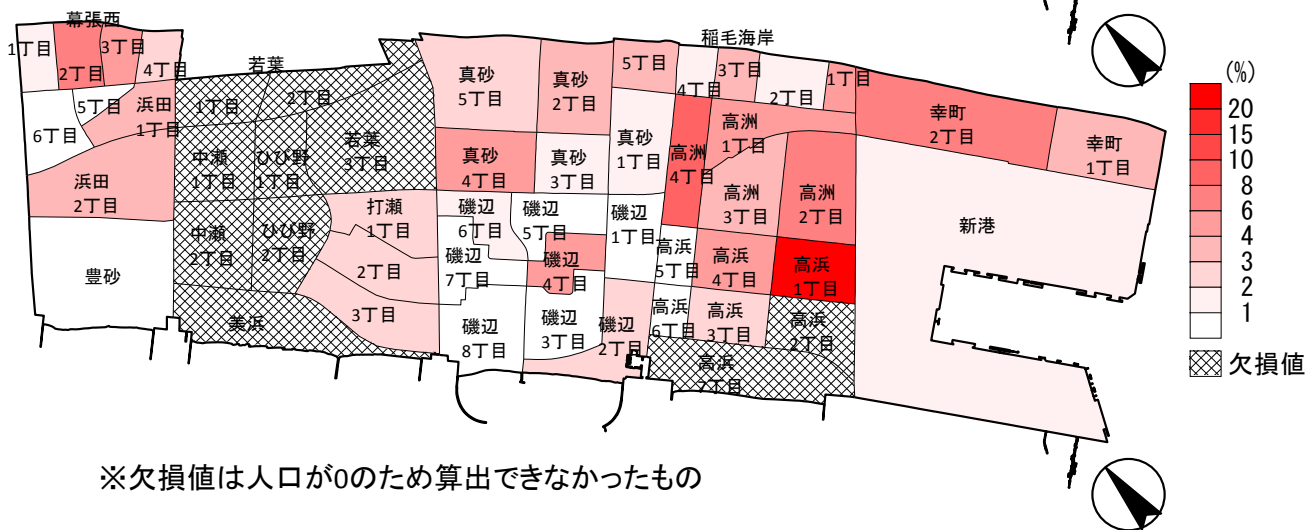 幕張西
1丁目
2丁目
3丁目
4丁目
5丁目
6丁目
浜田
1丁目
浜田
2丁目
豊砂
若葉
1丁目
2丁目
若葉
3丁目
中瀬
1丁目
ひび野
1丁目
中瀬
2丁目
ひび野
2丁目
美浜
打瀬
1丁目
2丁目
3丁目
真砂
5丁目
真砂
2丁目
真砂
4丁目
真砂
3丁目
真砂
1丁目
磯辺
6丁目
磯辺
5丁目
磯辺
1丁目
磯辺
7丁目
磯辺
4丁目
磯辺
8丁目
磯辺
3丁目
磯辺
2丁目
稲毛海岸
5丁目
4丁目
3丁目
2丁目
1丁目
高洲
1丁目
高洲
4丁目
高洲
3丁目
高洲
2丁目
高浜
5丁目
高浜
4丁目
高浜
1丁目
高浜
6丁目
高浜
3丁目
高浜
2丁目
高浜
7丁目
幸町
2丁目
幸町
1丁目
新港
(%)
20
15
10
8
6
4
3
2
1
欠損値
※欠損値は人口が0のため算出できなかったもの